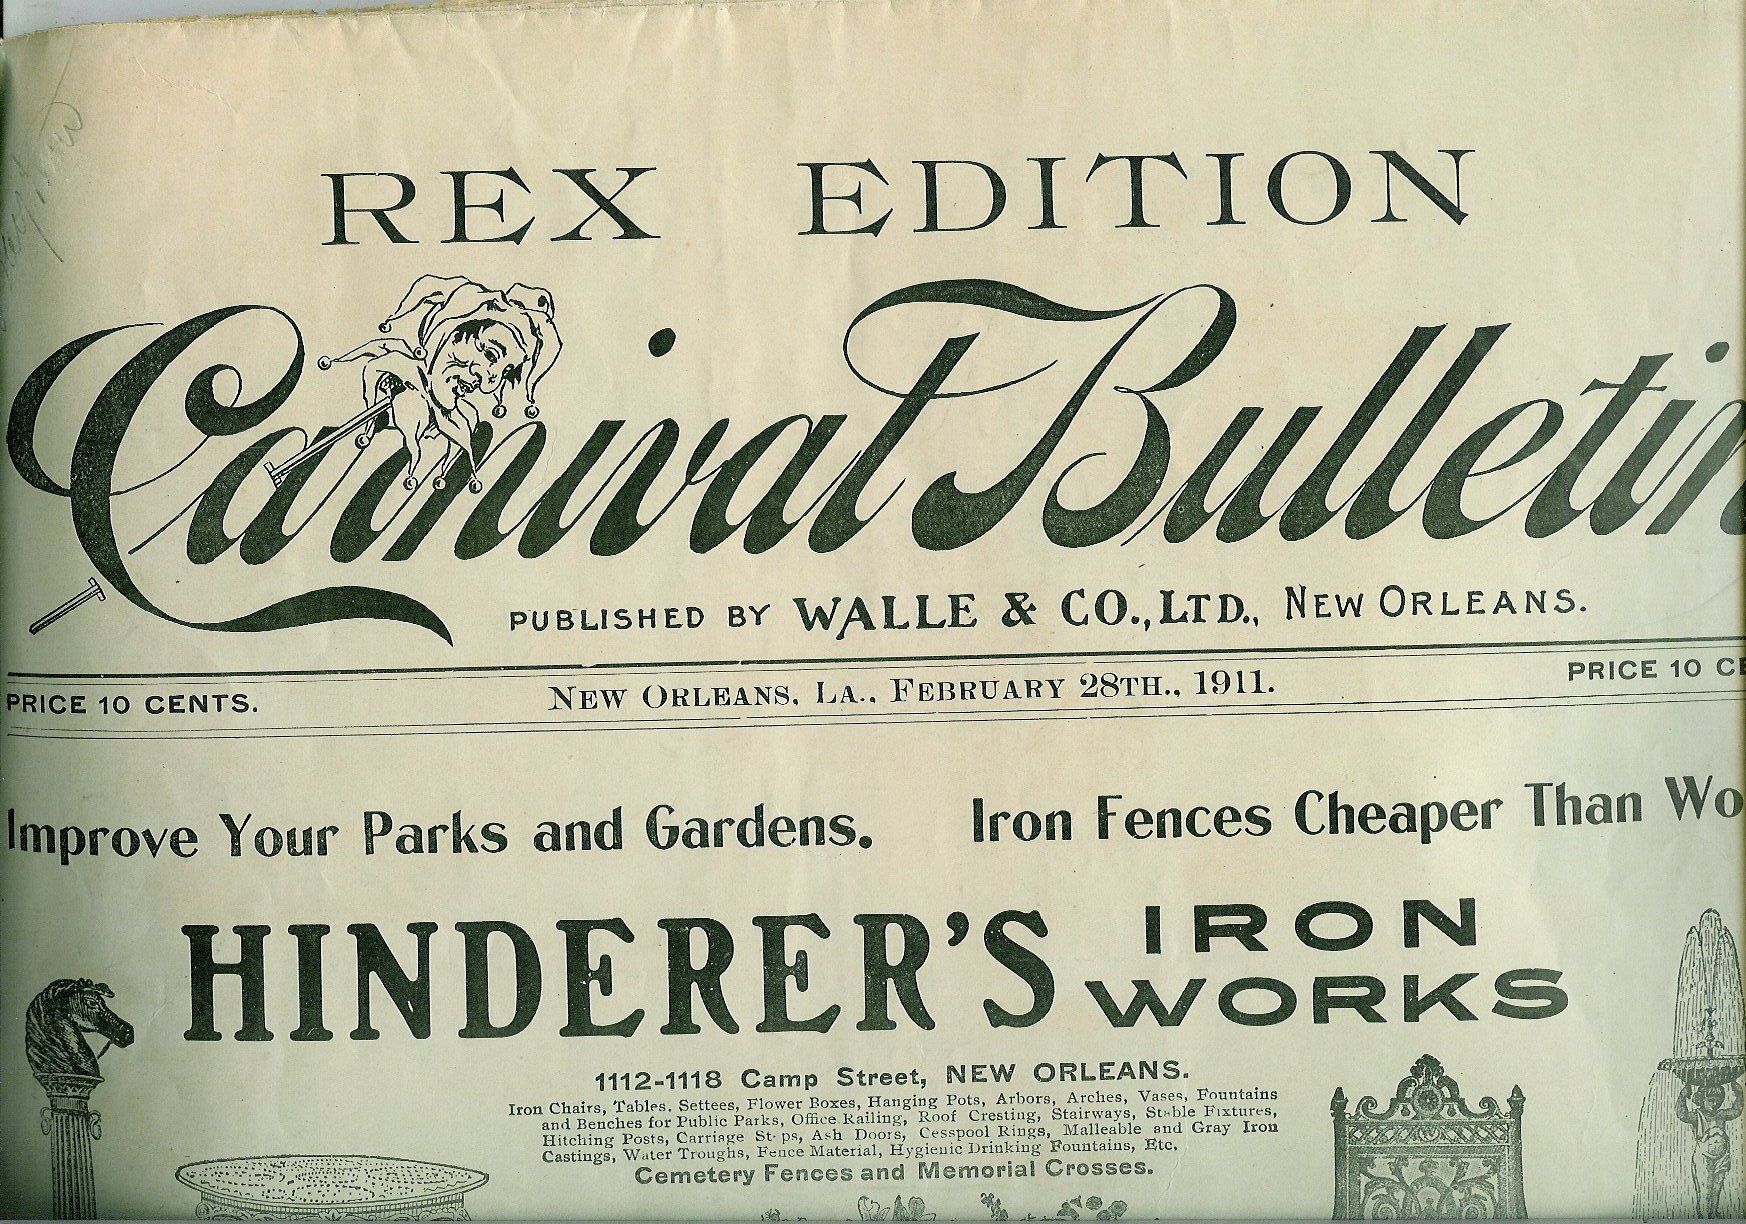 REX EDITION
Carnival Bulletin
PUBLISHED BY WALLE & CO., LTD., NEW ORLEANS.
PRICE 10 CENTS. NEW ORLEANS, LA., FEBRUARY 28TH., 1911. PRICE 10 CE
Improve Your Parks and Gardens. Iron Fences Cheaper Than Wo
HINDERER'S IRON WORKS
1112-1118 Camp Street, NEW ORLEANS.
Iron Chairs, Tables, Settees, Flower Boxes, Hanging Pots, Arbors, Arches, Vases, Fountains
and Benches for Public Parks, Office Railing, Roof Cresting, Stairways, Stable Fixtures,
Hitching Posts, Carriage Steps, Ash Doors, Cesspool Rings, Malleable and Gray Iron
Castings, Water Troughs, Fence Material, Hygienic Drinking Fountains, Etc.
Cemetery Fences and Memorial Crosses.